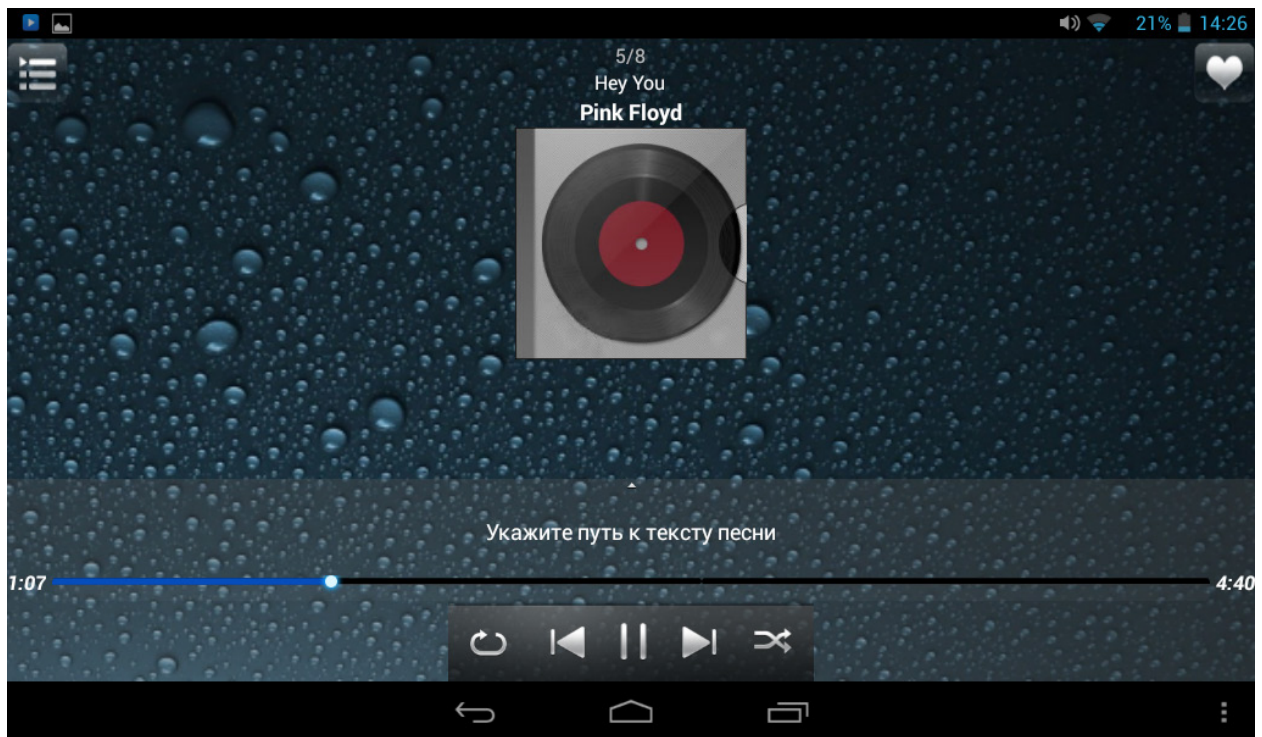 21% 14:26
5/8
Hey You
Pink Floyd
Укажите путь к тексту песни
1:07 4:40